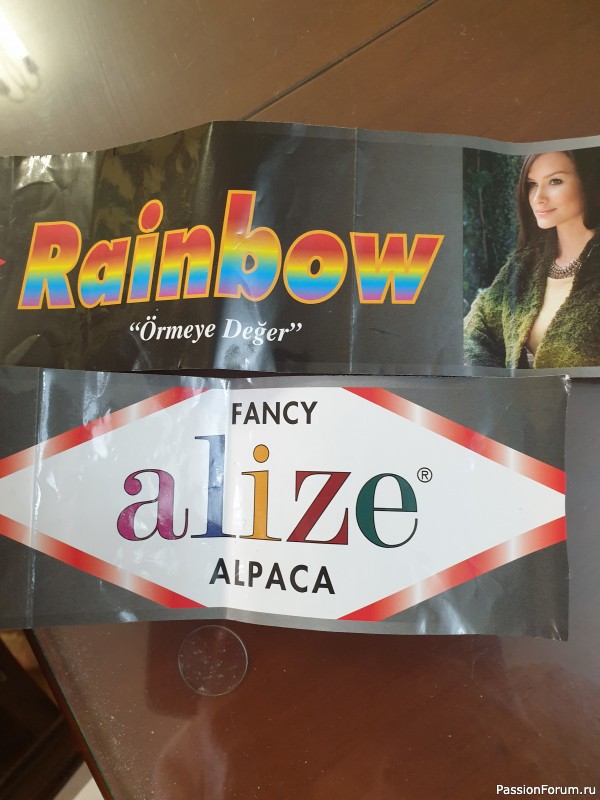 Rainbow
“Örmeye Değer”
FANCY
alize®
ALPACA
PassionForum.ru